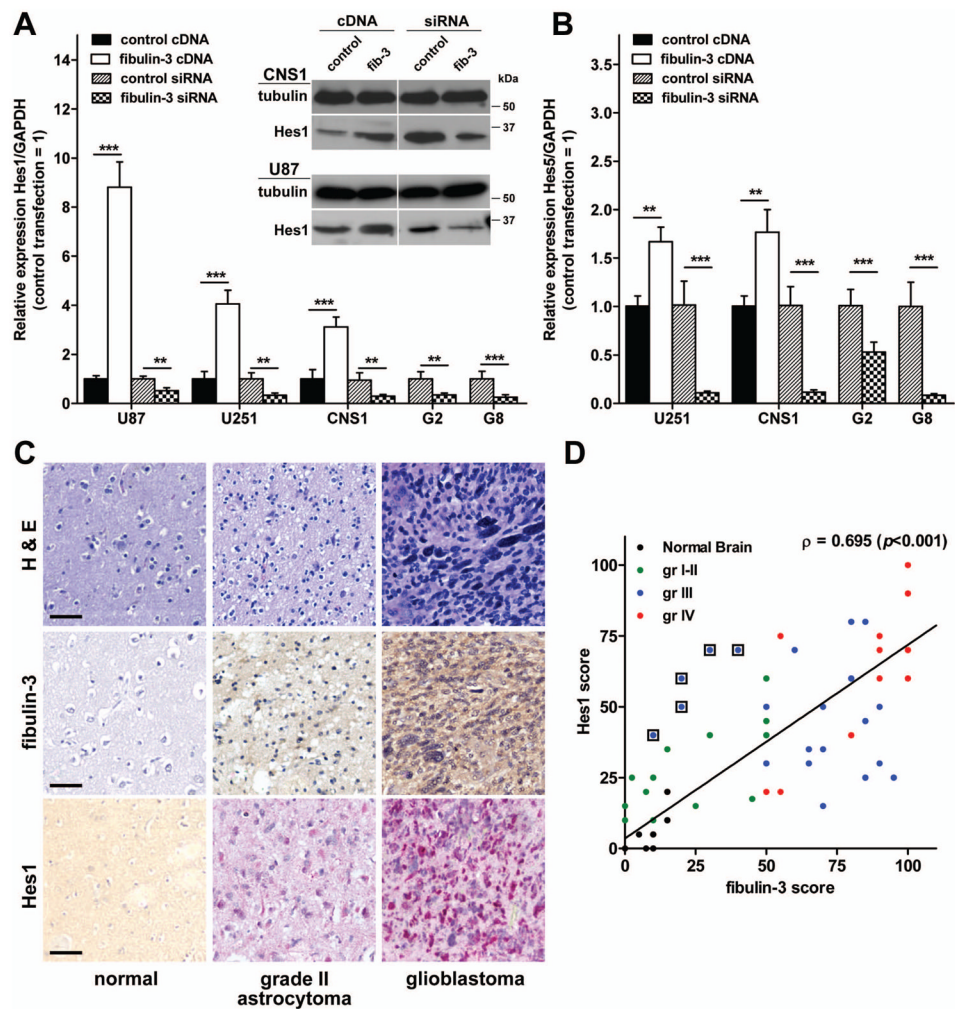 A
Relative expression Hes1/GAPDH
(control transfection = 1)
14
12
10
8
6
4
2
0
control cDNA
fibulin-3 cDNA
control siRNA
fibulin-3 siRNA
***
**
***
**
***
**
**
***
U87
U251
CNS1
G2
G8
cDNA
siRNA
control
fib-3
control
fib-3
CNS1
kDa
tubulin
50
Hes1
37
U87
tubulin
50
Hes1
37
B
Relative expression Hes5/GAPDH
(control transfection = 1)
3.5
3.0
2.5
2.0
1.5
1.0
0.5
0.0
control cDNA
fibulin-3 cDNA
control siRNA
fibulin-3 siRNA
**
***
**
***
***
***
U251
CNS1
G2
G8
C
H & E
fibulin-3
Hes1
normal
grade II
astrocytoma
glioblastoma
D
ρ = 0.695 (p<0.001)
Normal Brain
gr I-II
gr III
gr IV
Hes1 score
100
75
50
25
0
0
25
50
75
100
fibulin-3 score